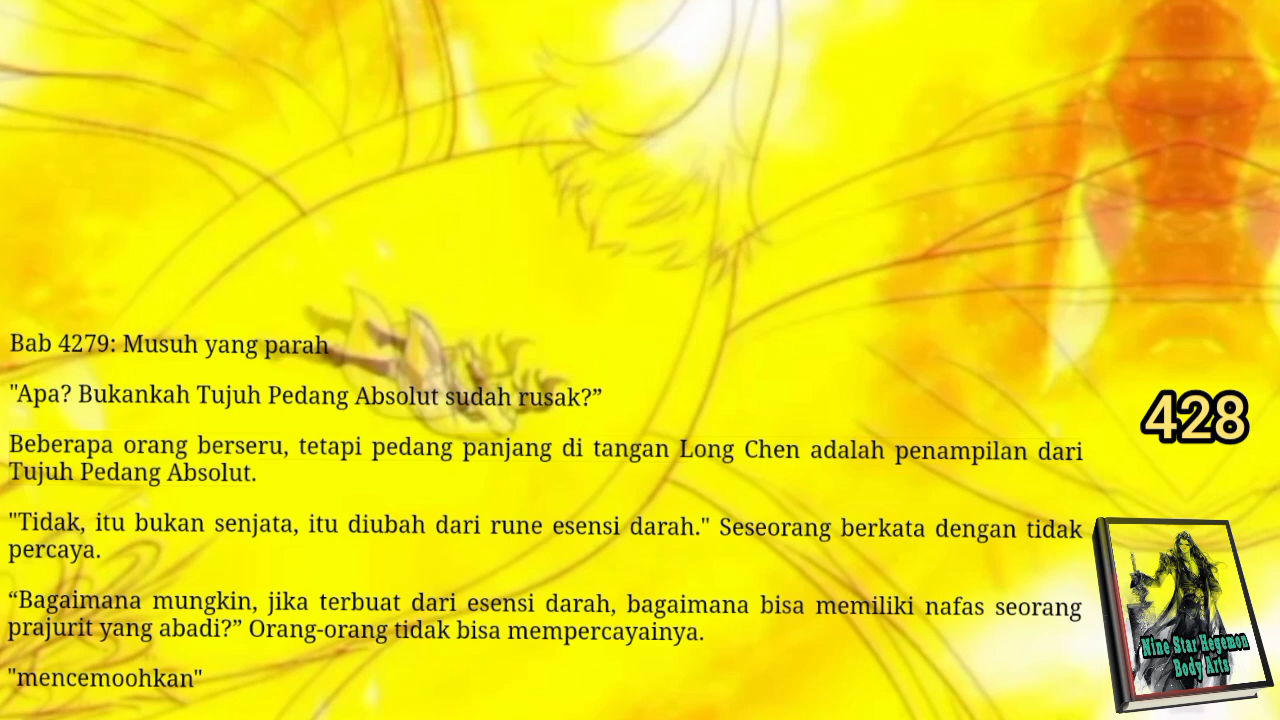 Bab 4279: Musuh yang parah
"Apa? Bukankah Tujuh Pedang Absolut sudah rusak?”
Beberapa orang berseru, tetapi pedang panjang di tangan Long Chen adalah penampilan dari
Tujuh Pedang Absolut.
"Tidak, itu bukan senjata, itu diubah dari rune esensi darah." Seseorang berkata dengan tidak
percaya.
“Bagaimana mungkin, jika terbuat dari esensi darah, bagaimana bisa memiliki nafas seorang
prajurit yang abadi?” Orang-orang tidak bisa mempercayainya.
"mencemoohkan"
428
Nine Star Hegemon
Body Arts